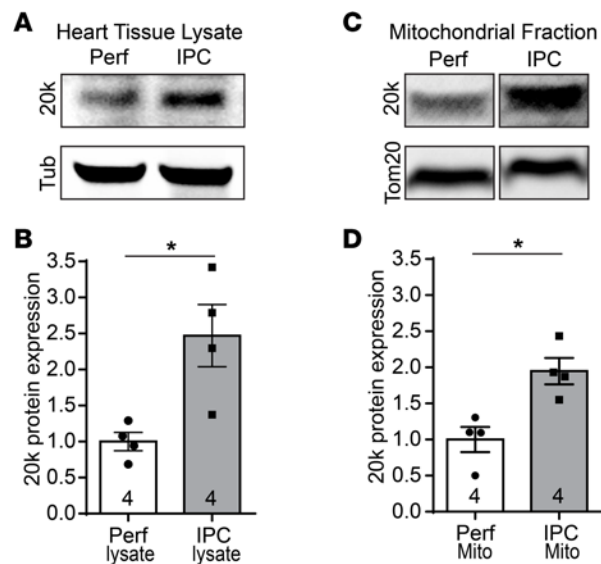 A
Heart Tissue Lysate
Perf IPC
20k
Tub
B
*
20k protein expression
3.5
3.0
2.5
2.0
1.5
1.0
0.5
0.0
4 4
Perf lysate
IPC lysate
C
Mitochondrial Fraction
Perf IPC
20k
Tom20
D
*
20k protein expression
3.5
3.0
2.5
2.0
1.5
1.0
0.5
0.0
4 4
Perf Mito
IPC Mito